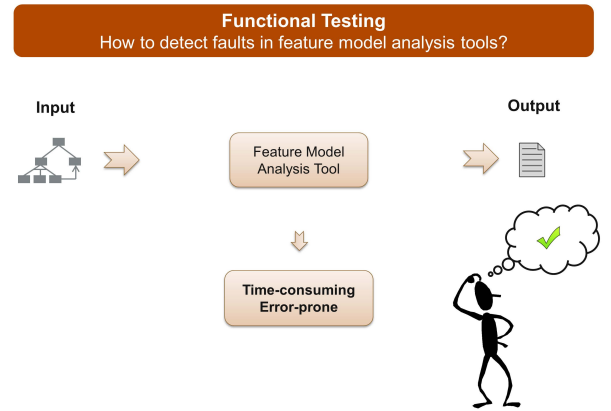 Functional Testing
How to detect faults in feature model analysis tools?
Input
Output
Feature Model
Analysis Tool
Time-consuming
Error-prone